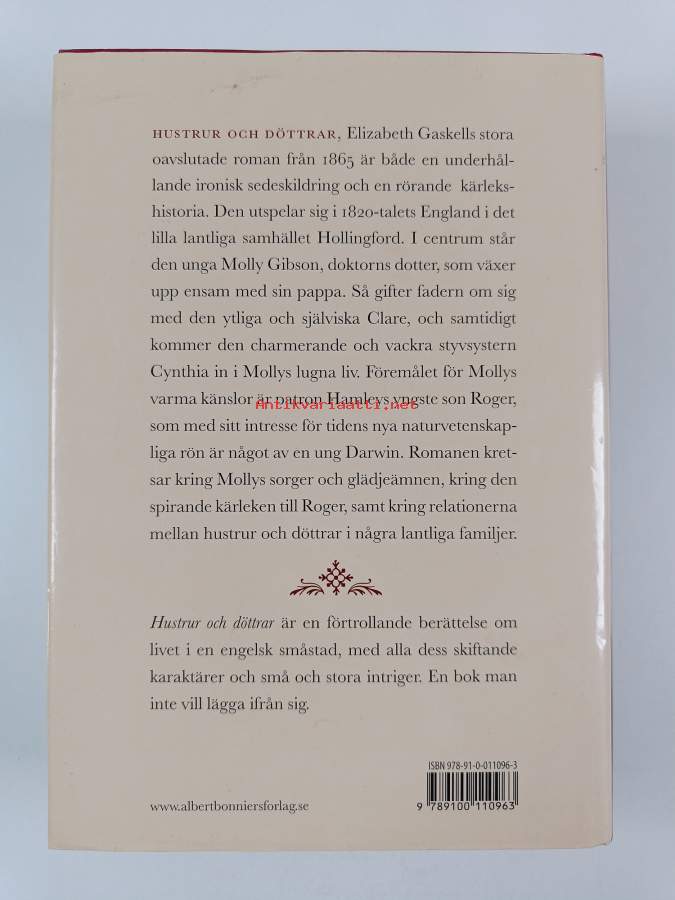 HUSTRUR OCH DÖTTRAR, Elizabeth Gaskells stora
oavslutade roman från 1865 är både en underhål-
lande ironisk sedeskildring och en rörande kärleks-
historia. Den utspelar sig i 1820-talets England i det
lilla lantliga samhället Hollingford. I centrum står
den unga Molly Gibson, doktorns dotter, som växer
upp ensam med sin pappa. Så gifter fadern om sig
med den ytliga och själviska Clare, och samtidigt
kommer den charmerande och vackra styvsystern
Cynthia in i Mollys lugna liv. Föremålet för Mollys
varma känslor är patron Hamleys yngste son Roger,
Antikvariaatti.net
som med sitt intresse för tidens nya naturvetenskap-
liga rön är något av en ung Darwin. Romanen kret-
sar kring Mollys sorger och glädjeämnen, kring den
spirande kärleken till Roger, samt kring relationerna
mellan hustrur och döttrar i några lantliga familjer.
Hustrur och döttrar är en förtrollande berättelse om
livet i en engelsk småstad, med alla dess skiftande
karaktärer och små och stora intriger. En bok man
inte vill lägga ifrån sig.
ISBN 978-91-0-011096-3
9 789100 110963
www.albertbonniersforlag.se